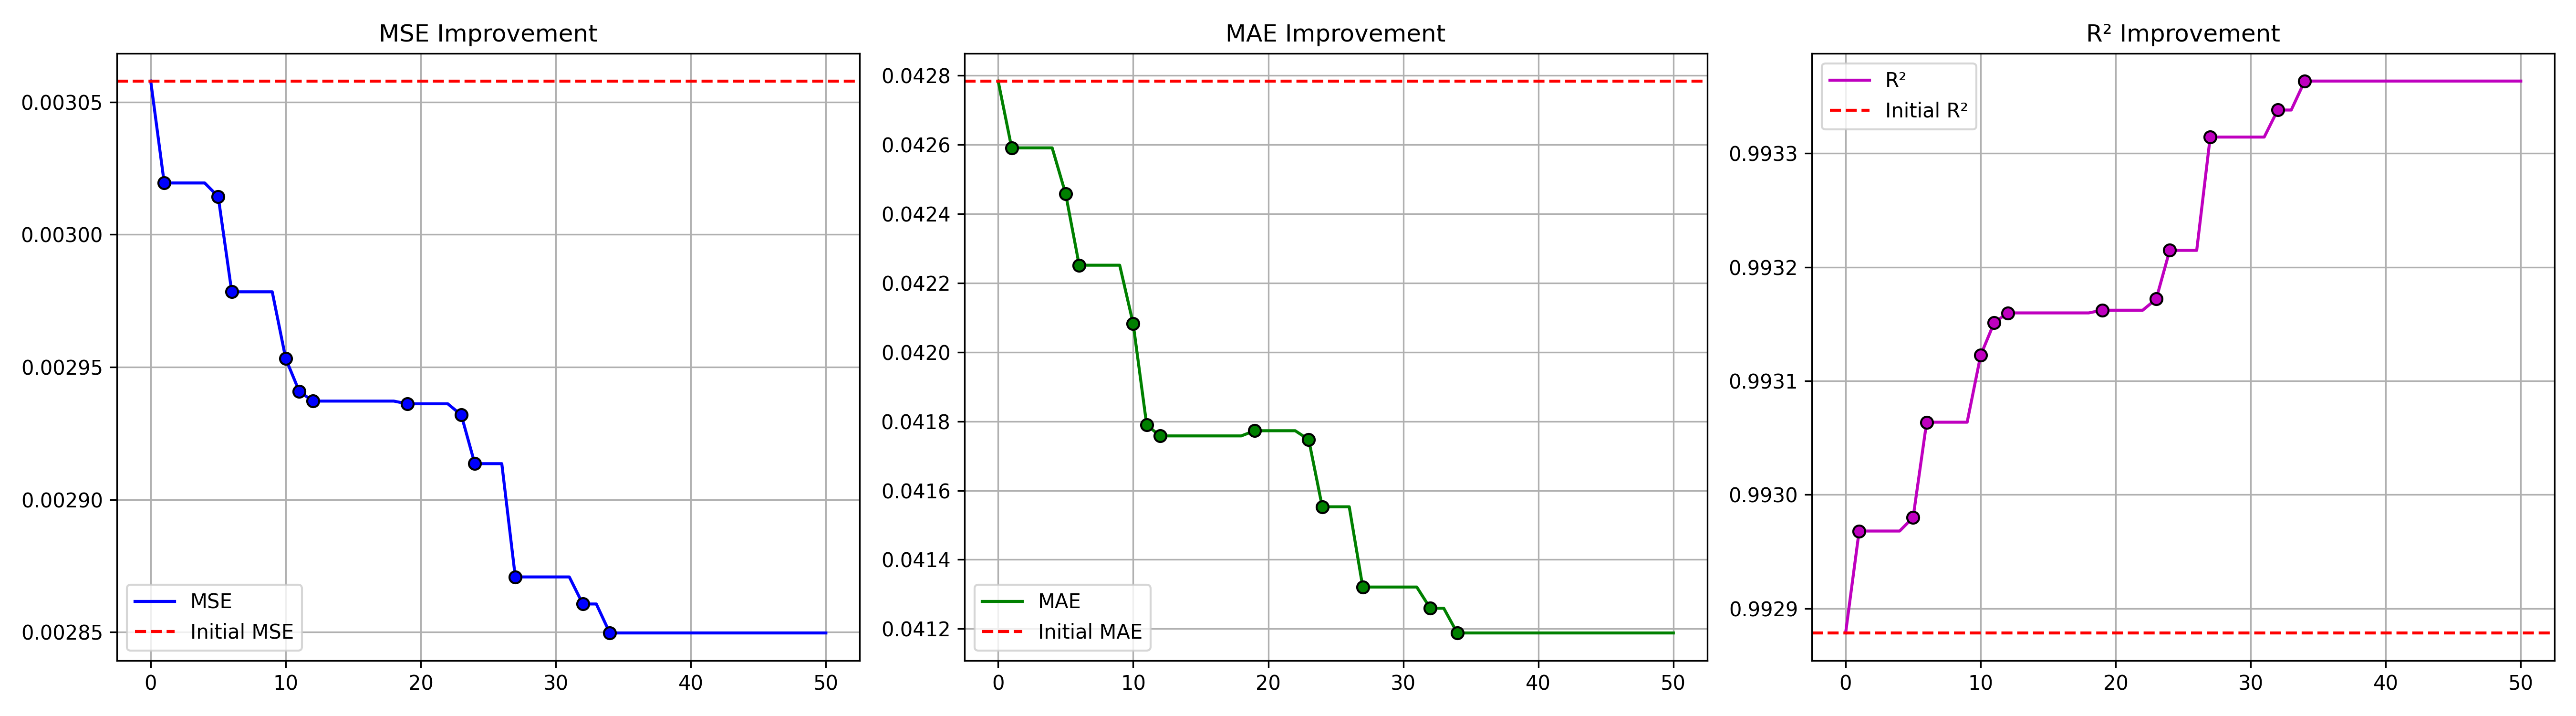 MSE Improvement
0.00305
0.00300
0.00295
0.00290
0.00285
MSE
Initial MSE
0 10 20 30 40 50
MAE Improvement
0.0428
0.0426
0.0424
0.0422
0.0420
0.0418
0.0416
0.0414
0.0412
MAE
Initial MAE
0 10 20 30 40 50
R² Improvement
R²
Initial R²
0.9933
0.9932
0.9931
0.9930
0.9929
0 10 20 30 40 50